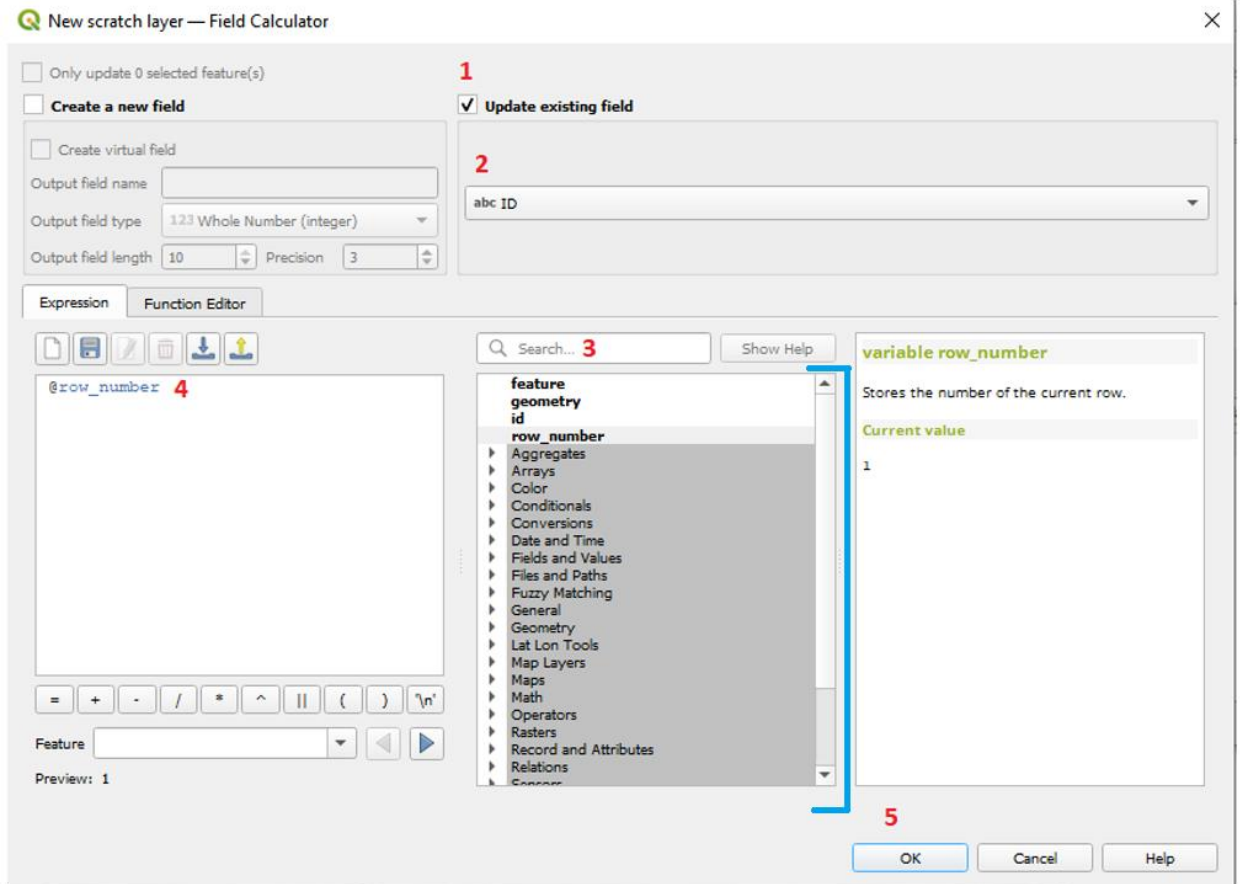 New scratch layer — Field Calculator
Only update 0 selected feature(s)
1
Create a new field
Update existing field
Create virtual field
2
Output field name
abc ID
Output field type 123 Whole Number (integer)
Output field length 10 Precision 3
Expression Function Editor
Search... 3 Show Help
@row_number 4
feature
geometry
id
row_number
Aggregates
Arrays
Color
Conditionals
Conversions
Date and Time
Fields and Values
Files and Paths
Fuzzy Matching
General
Geometry
Lat Lon Tools
Map Layers
Maps
Math
Operators
Rasters
Record and Attributes
Relations
Sensors
variable row_number
Stores the number of the current row.
Current value
1
= + - / * ^ || ( ) '\n'
Feature
Preview: 1
5
OK Cancel Help